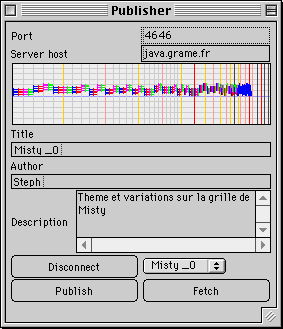 Publisher
Port 4646
Server host java.grame.fr
Title
Misty _0
Author
Steph
Description
Theme et variations sur la grille de
Misty
Disconnect Misty _0
Publish Fetch